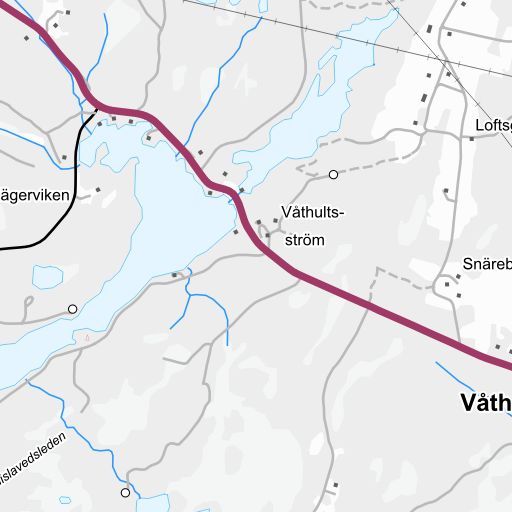 Loftsg
ägerviken
Våthults-
ström
Snäreb
Våth
islavedsleden